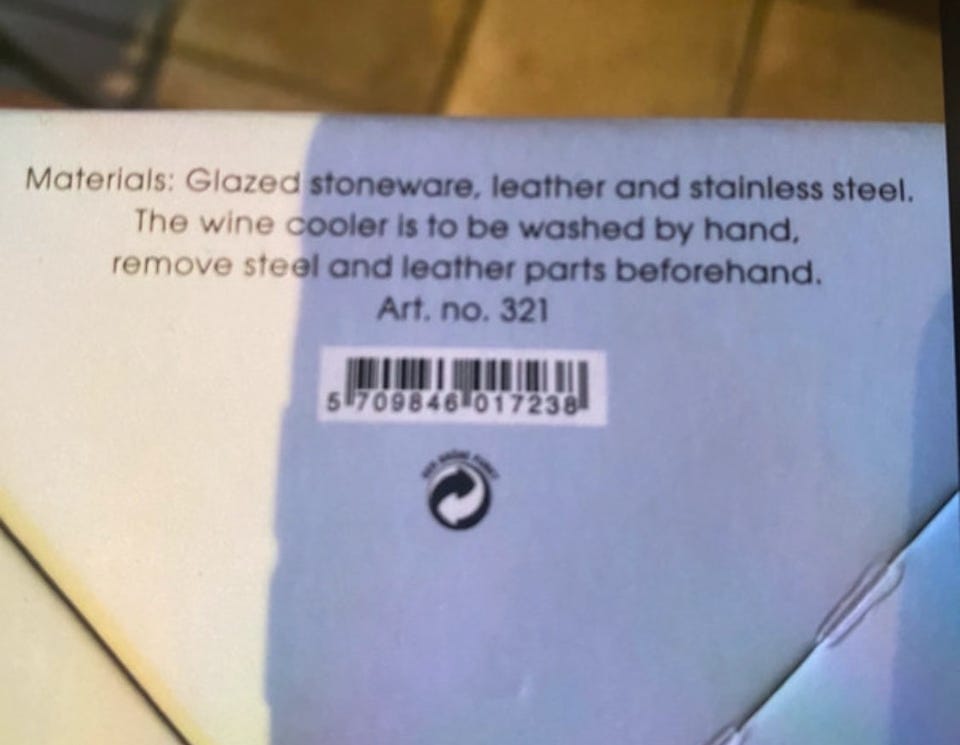 Materials: Glazed stoneware, leather and stainless steel.
The wine cooler is to be washed by hand,
remove steel and leather parts beforehand.
Art. no. 321
5 709846 017238